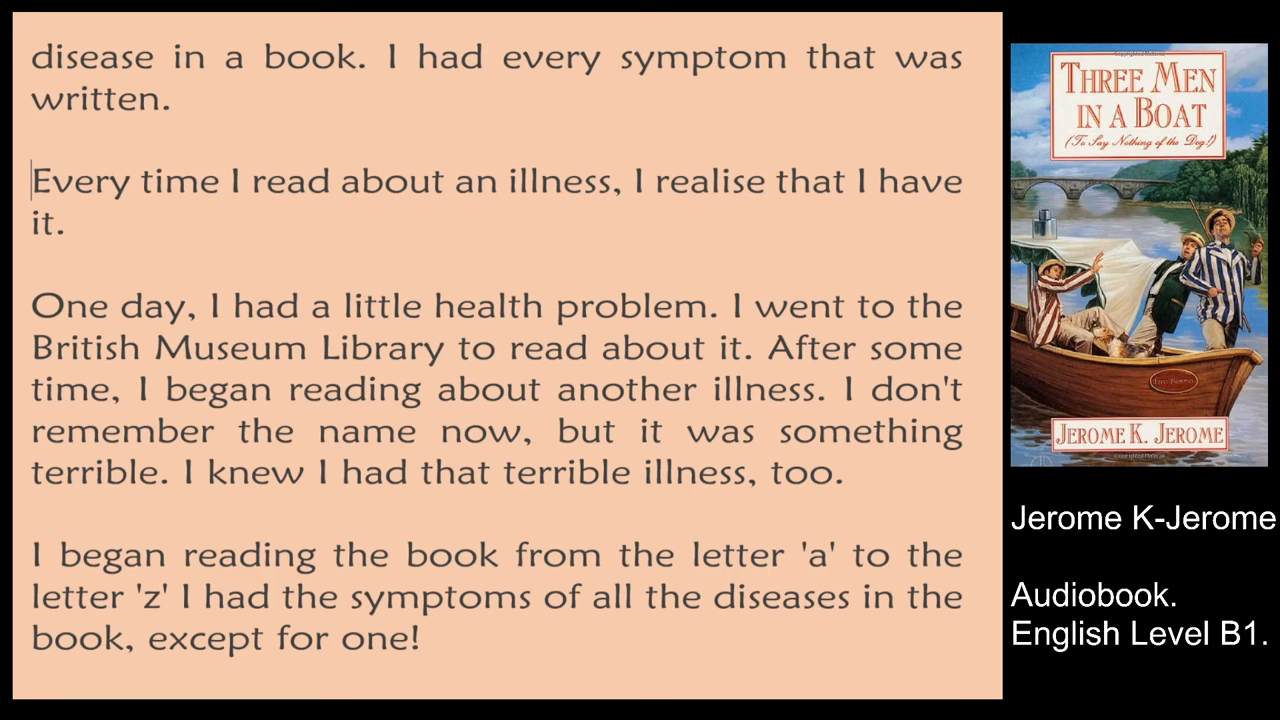 disease in a book. I had every symptom that was
written.
Every time I read about an illness, I realise that I have
it.
One day, I had a little health problem. I went to the
British Museum Library to read about it. After some
time, I began reading about another illness. I don't
remember the name now, but it was something
terrible. I knew I had that terrible illness, too.
I began reading the book from the letter 'a' to the
letter 'z' I had the symptoms of all the diseases in the
book, except for one!
THREE MEN
IN A BOAT
(To Say Nothing of the Dog!)
JEROME K. JEROME
Jerome K-Jerome
Audiobook.
English Level B1.